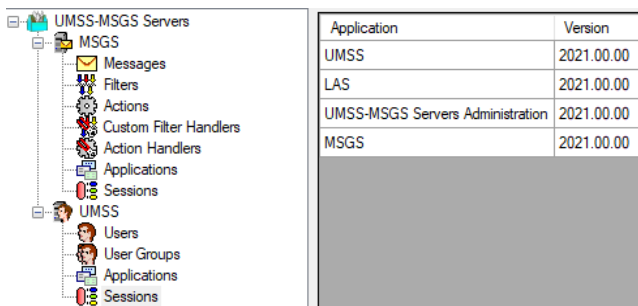 UMSS-MSGS Servers
MSGS
Messages
Filters
Actions
Custom Filter Handlers
Action Handlers
Applications
Sessions
UMSS
Users
User Groups
Applications
Sessions
Application Version
UMSS 2021.00.00
LAS 2021.00.00
UMSS-MSGS Servers Administration 2021.00.00
MSGS 2021.00.00